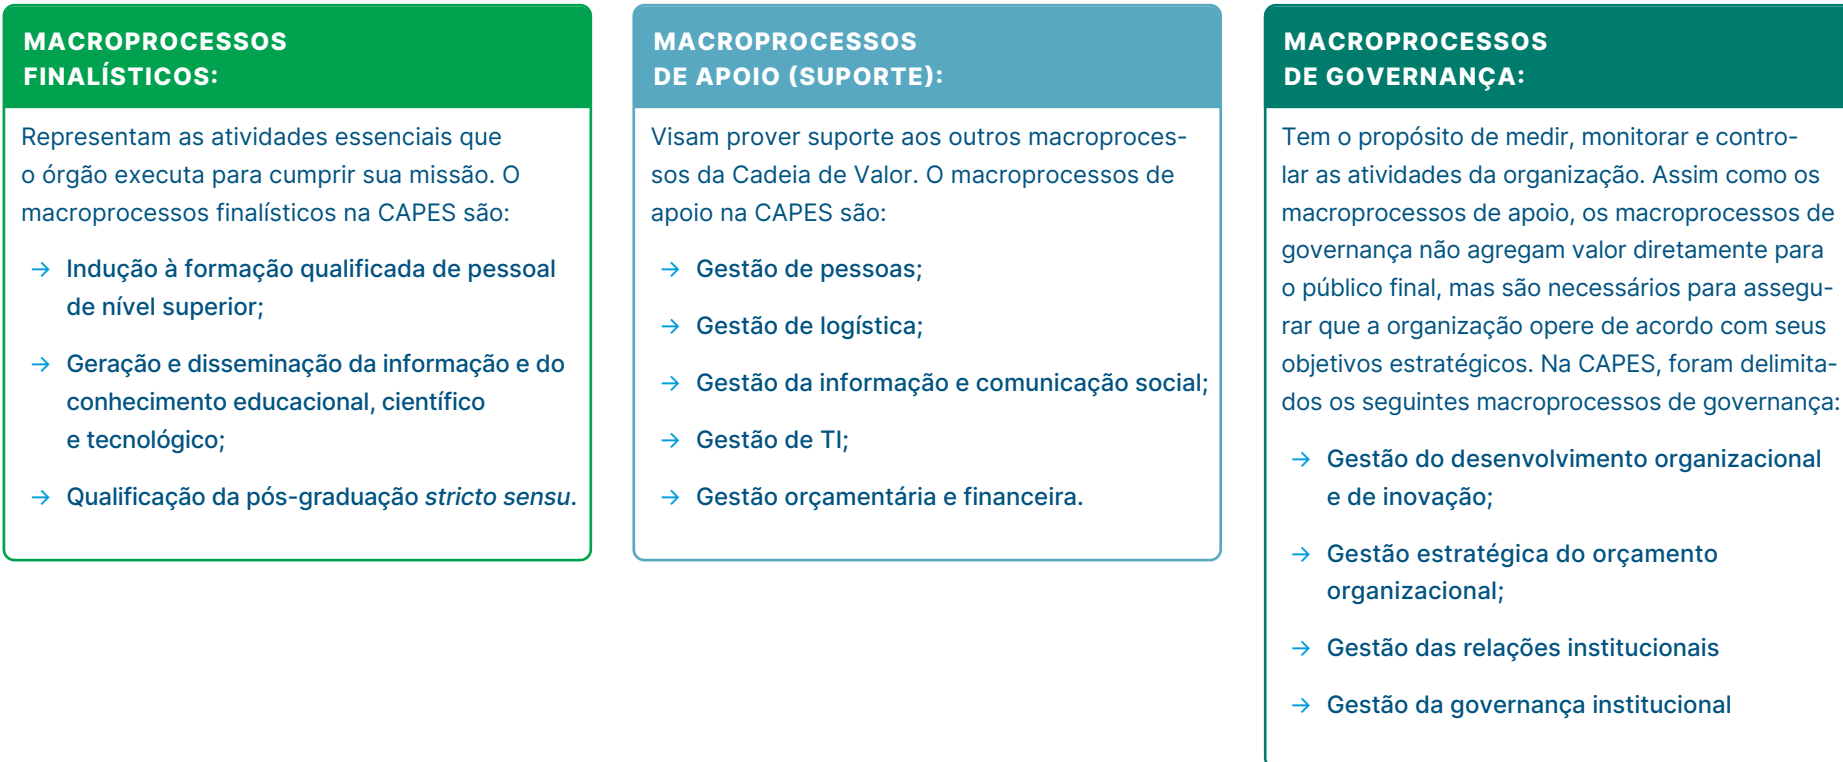 MACROPROCESSOS
FINALÍSTICOS:
Representam as atividades essenciais que
o órgão executa para cumprir sua missão. O
macroprocessos finalísticos na CAPES são:
→ Indução à formação qualificada de pessoal
de nível superior;
→ Geração e disseminação da informação e do
conhecimento educacional, científico
e tecnológico;
→ Qualificação da pós-graduação stricto sensu.
MACROPROCESSOS
DE APOIO (SUPORTE):
Visam prover suporte aos outros macroproces-
sos da Cadeia de Valor. O macroprocessos de
apoio na CAPES são:
→ Gestão de pessoas;
→ Gestão de logística;
→ Gestão da informação e comunicação social;
→ Gestão de TI;
→ Gestão orçamentária e financeira.
MACROPROCESSOS
DE GOVERNANÇA:
Tem o propósito de medir, monitorar e contro-
lar as atividades da organização. Assim como os
macroprocessos de apoio, os macroprocessos de
governança não agregam valor diretamente para
o público final, mas são necessários para assegu-
rar que a organização opere de acordo com seus
objetivos estratégicos. Na CAPES, foram delimita-
dos os seguintes macroprocessos de governança:
→ Gestão do desenvolvimento organizacional
e de inovação;
→ Gestão estratégica do orçamento
organizacional;
→ Gestão das relações institucionais
→ Gestão da governança institucional